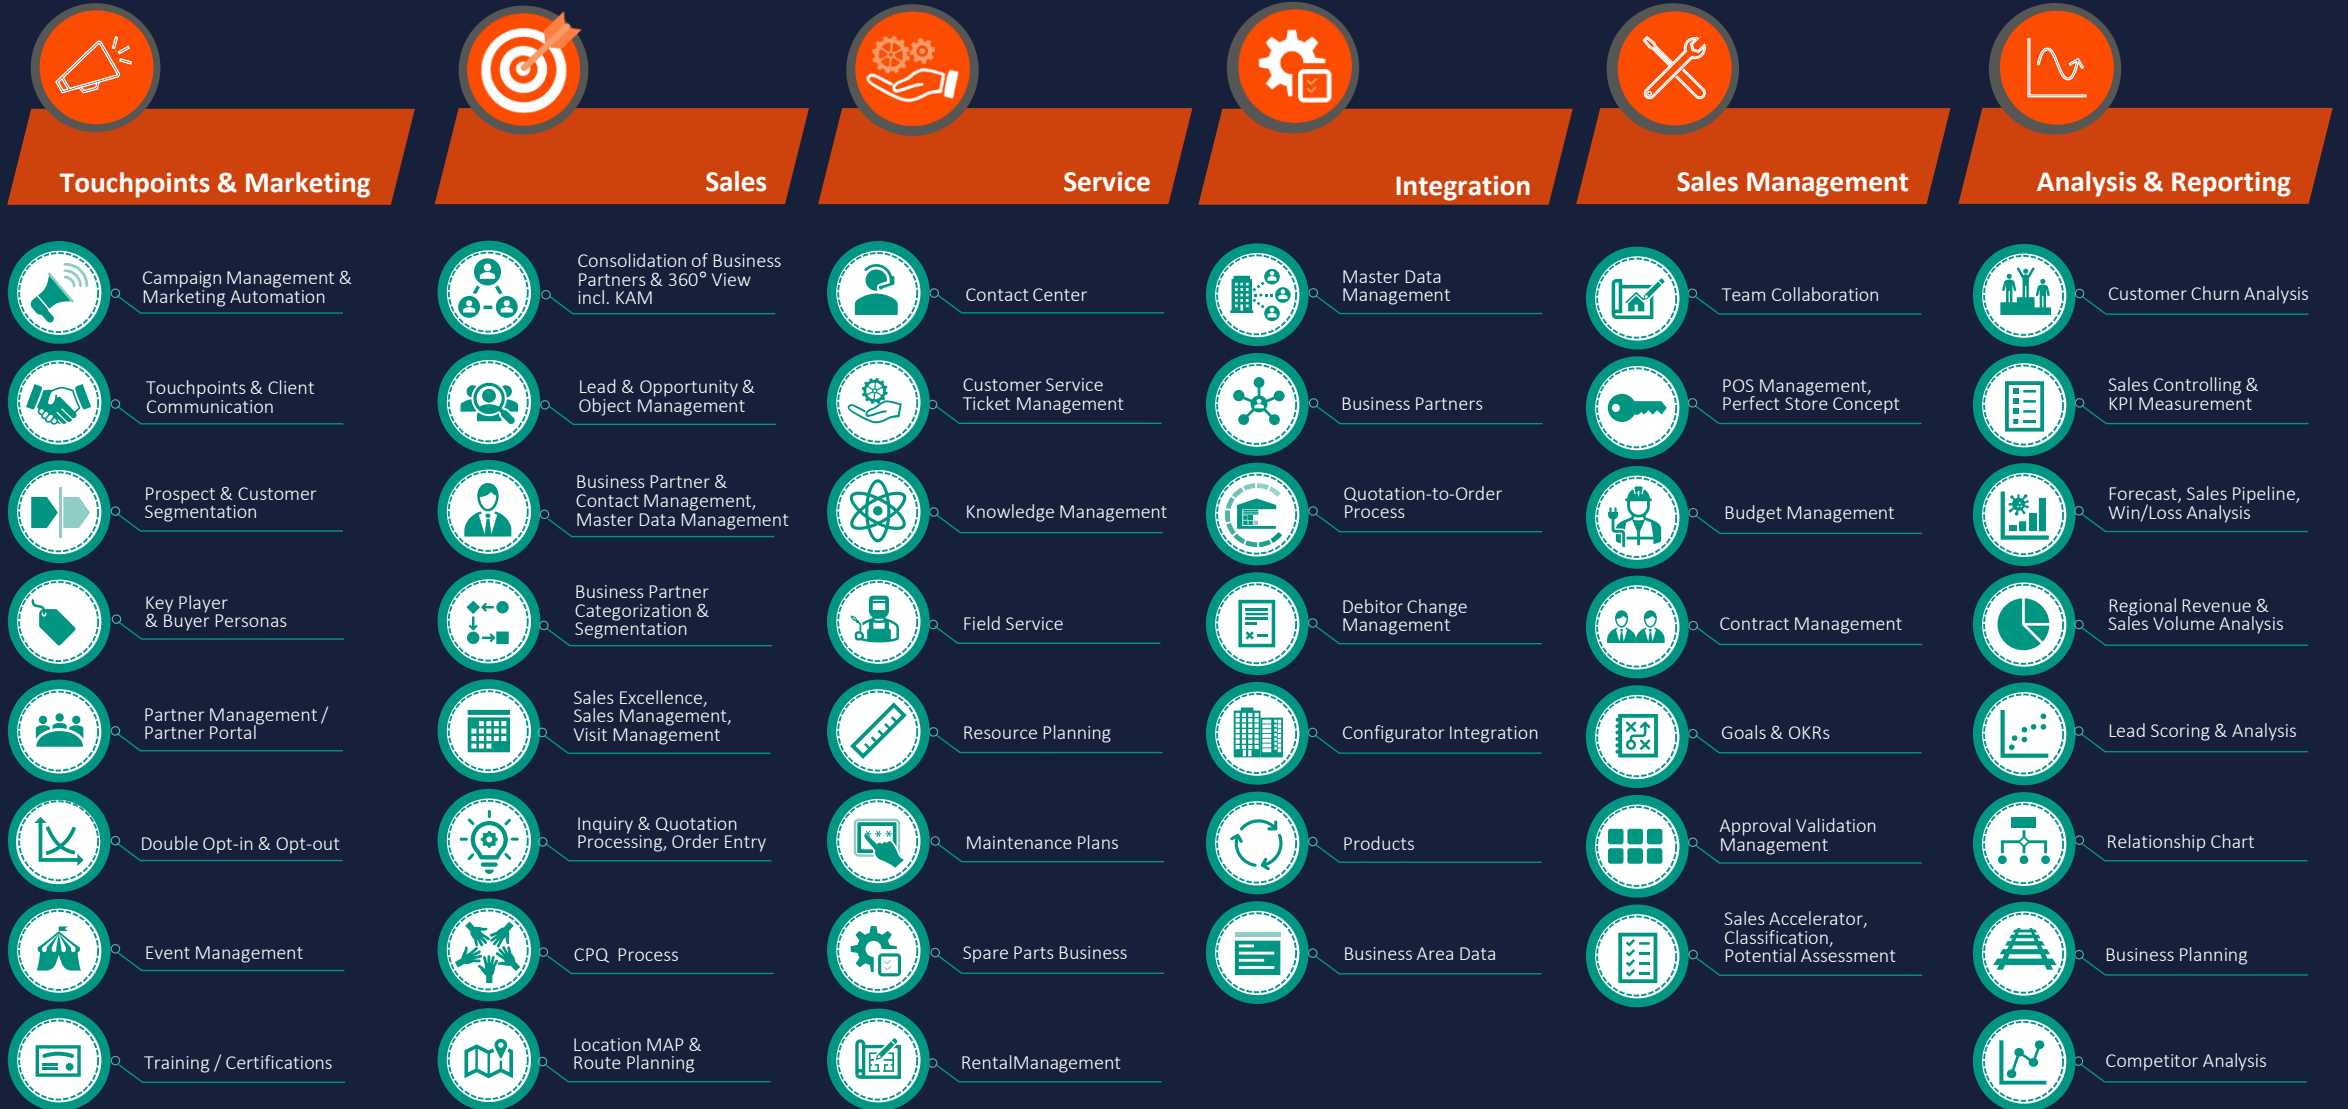 Touchpoints & Marketing
Campaign Management &
Marketing Automation
Touchpoints & Client
Communication
Prospect & Customer
Segmentation
Key Player
& Buyer Personas
Partner Management /
Partner Portal
Double Opt-in & Opt-out
Event Management
Training / Certifications
Sales
Consolidation of Business
Partners & 360° View
incl. KAM
Lead & Opportunity &
Object Management
Business Partner &
Contact Management,
Master Data Management
Business Partner
Categorization &
Segmentation
Sales Excellence,
Sales Management,
Visit Management
Inquiry & Quotation
Processing, Order Entry
CPQ Process
Location MAP &
Route Planning
Service
Contact Center
Customer Service
Ticket Management
Knowledge Management
Field Service
Resource Planning
Maintenance Plans
Spare Parts Business
RentalManagement
Integration
Master Data
Management
Business Partners
Quotation-to-Order
Process
Debitor Change
Management
Configurator Integration
Products
Business Area Data
Sales Management
Team Collaboration
POS Management,
Perfect Store Concept
Budget Management
Contract Management
Goals & OKRs
Approval Validation
Management
Sales Accelerator,
Classification,
Potential Assessment
Analysis & Reporting
Customer Churn Analysis
Sales Controlling &
KPI Measurement
Forecast, Sales Pipeline,
Win/Loss Analysis
Regional Revenue &
Sales Volume Analysis
Lead Scoring & Analysis
Relationship Chart
Business Planning
Competitor Analysis